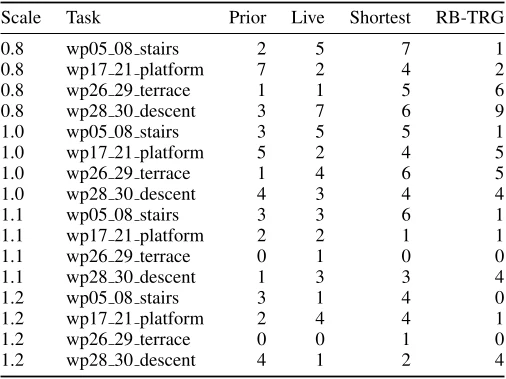 Scale Task Prior Live Shortest RB-TRG
0.8 wp05_08_stairs 2 5 7 1
0.8 wp17_21_platform 7 2 4 2
0.8 wp26_29_terrace 1 1 5 6
0.8 wp28_30_descent 3 7 6 9
1.0 wp05_08_stairs 3 5 5 1
1.0 wp17_21_platform 5 2 4 5
1.0 wp26_29_terrace 1 4 6 5
1.0 wp28_30_descent 4 3 4 4
1.1 wp05_08_stairs 3 3 6 1
1.1 wp17_21_platform 2 2 1 1
1.1 wp26_29_terrace 0 1 0 0
1.1 wp28_30_descent 1 3 3 4
1.2 wp05_08_stairs 3 1 4 0
1.2 wp17_21_platform 2 4 4 1
1.2 wp26_29_terrace 0 0 1 0
1.2 wp28_30_descent 4 1 2 4